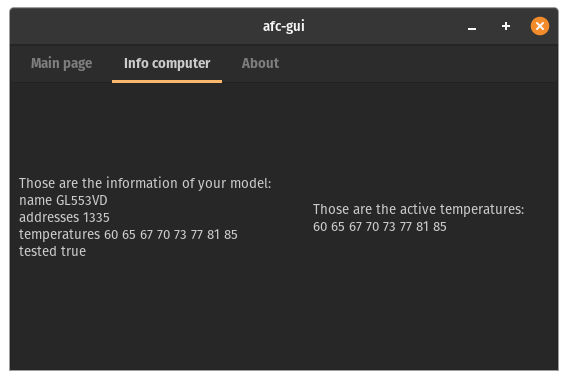 afc-gui
Main page Info computer About
Those are the information of your model:
name GL553VD
addresses 1335
temperatures 60 65 67 70 73 77 81 85
tested true
Those are the active temperatures:
60 65 67 70 73 77 81 85